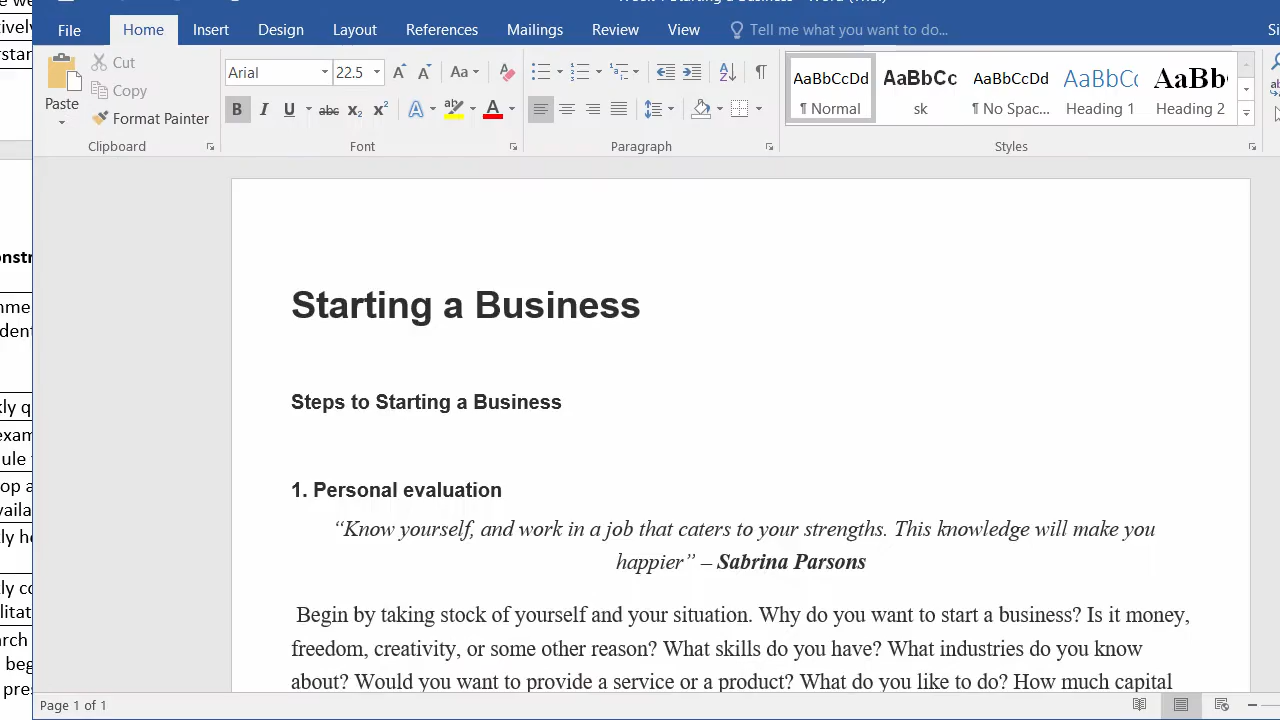 File Home Insert Design Layout References Mailings Review View Tell me what you want to do...
Cut
Copy
Format Painter
Paste
Clipboard
Arial 22.5
Font
Paragraph
AaBbCcDd AaBbCc AaBbCcDd AaBbCc AaBb
¶ Normal sk ¶ No Spac... Heading 1 Heading 2
Styles
Starting a Business
Steps to Starting a Business
1. Personal evaluation
“Know yourself, and work in a job that caters to your strengths. This knowledge will make you
happier” – Sabrina Parsons
Begin by taking stock of yourself and your situation. Why do you want to start a business? Is it money,
freedom, creativity, or some other reason? What skills do you have? What industries do you know
about? Would you want to provide a service or a product? What do you like to do? How much capital
Page 1 of 1